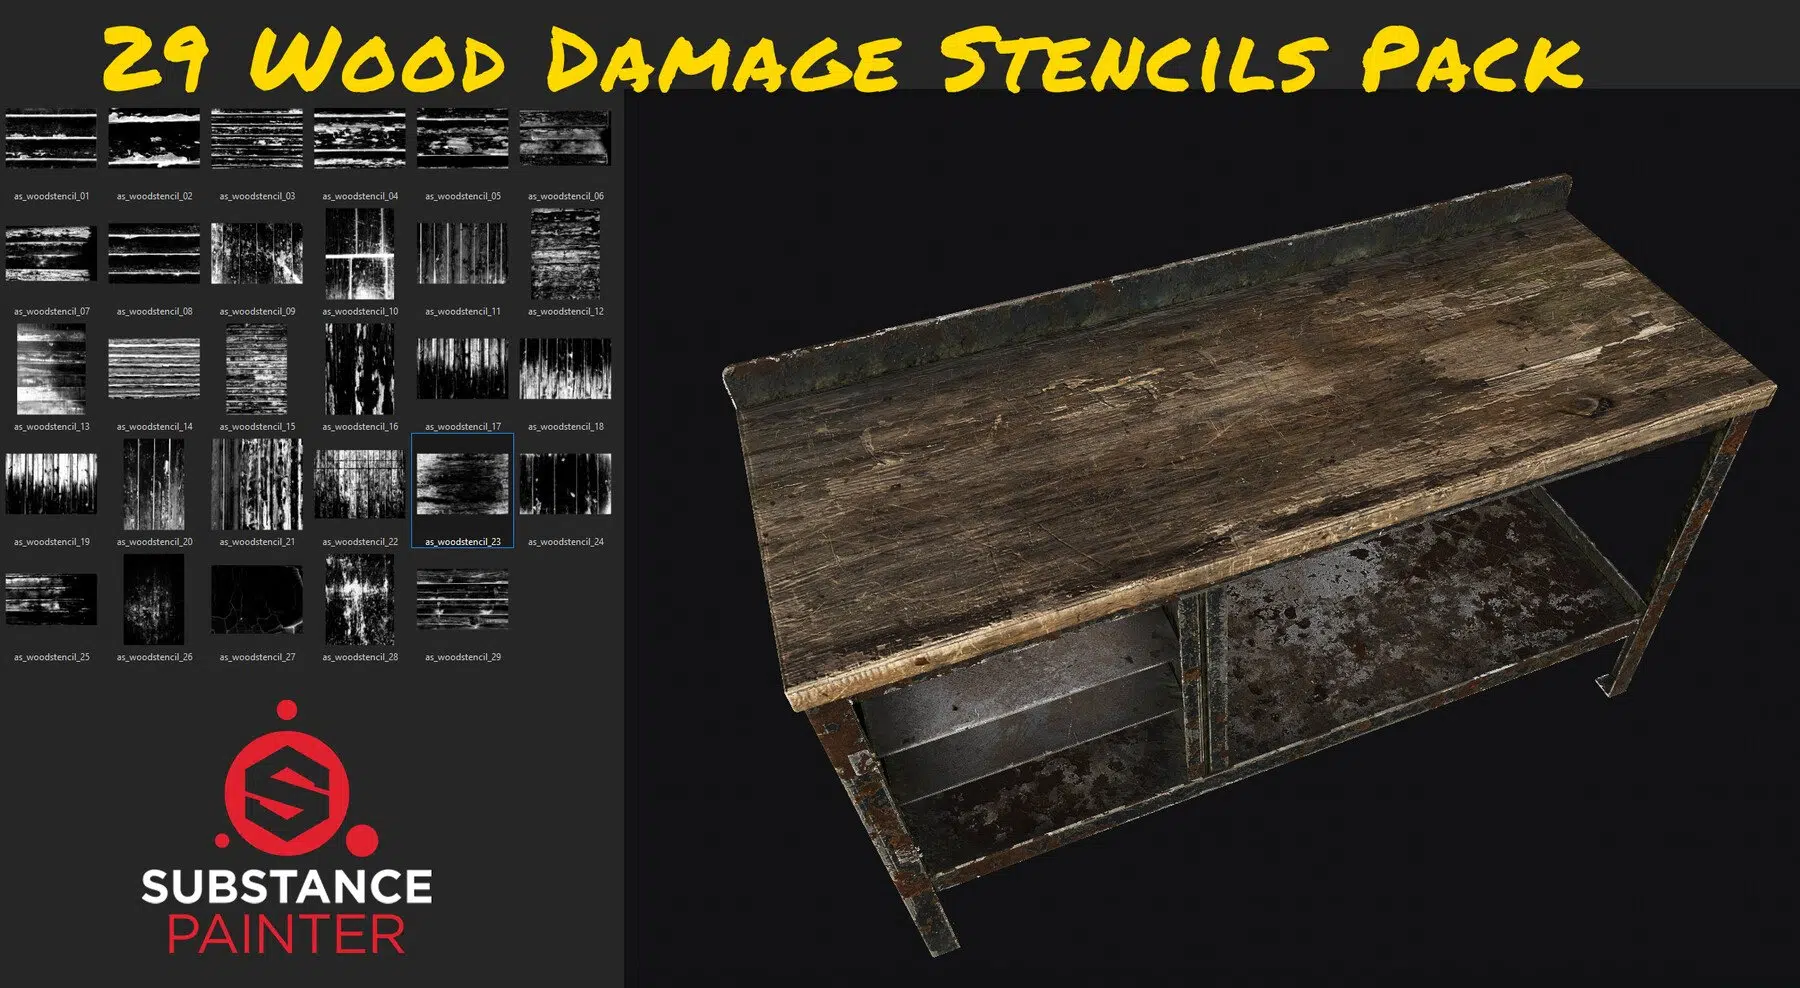 29 Wood Damage Stencils Pack
as_woodstencil_01 as_woodstencil_02 as_woodstencil_03 as_woodstencil_04 as_woodstencil_05 as_woodstencil_06
as_woodstencil_07 as_woodstencil_08 as_woodstencil_09 as_woodstencil_10 as_woodstencil_11 as_woodstencil_12
as_woodstencil_13 as_woodstencil_14 as_woodstencil_15 as_woodstencil_16 as_woodstencil_17 as_woodstencil_18
as_woodstencil_19 as_woodstencil_20 as_woodstencil_21 as_woodstencil_22 as_woodstencil_23 as_woodstencil_24
as_woodstencil_25 as_woodstencil_26 as_woodstencil_27 as_woodstencil_28 as_woodstencil_29
SUBSTANCE
PAINTER